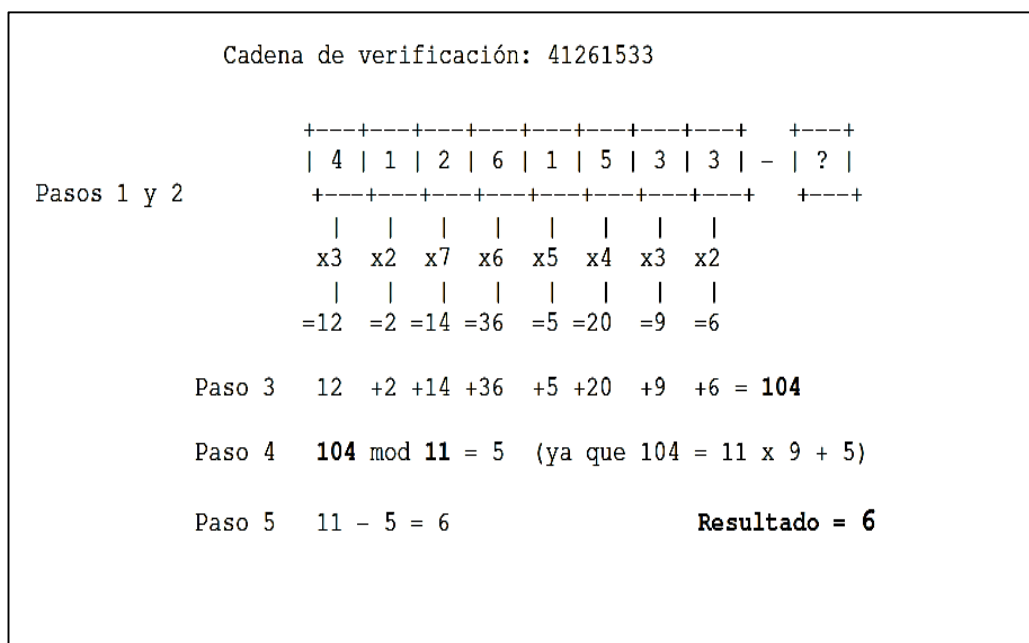 Cadena de verificación: 41261533
+---+---+---+---+---+---+---+---+   +---+
| 4 | 1 | 2 | 6 | 1 | 5 | 3 | 3 | - | ? |
Pasos 1 y 2   +---+---+---+---+---+---+---+---+   +---+
|   |   |   |   |   |   |   |
x3  x2  x7  x6  x5  x4  x3  x2
|   |   |   |   |   |   |   |
=12 =2 =14 =36 =5 =20 =9 =6
Paso 3  12 +2 +14 +36 +5 +20 +9 +6 = 104
Paso 4  104 mod 11 = 5  (ya que 104 = 11 x 9 + 5)
Paso 5  11 - 5 = 6  Resultado = 6